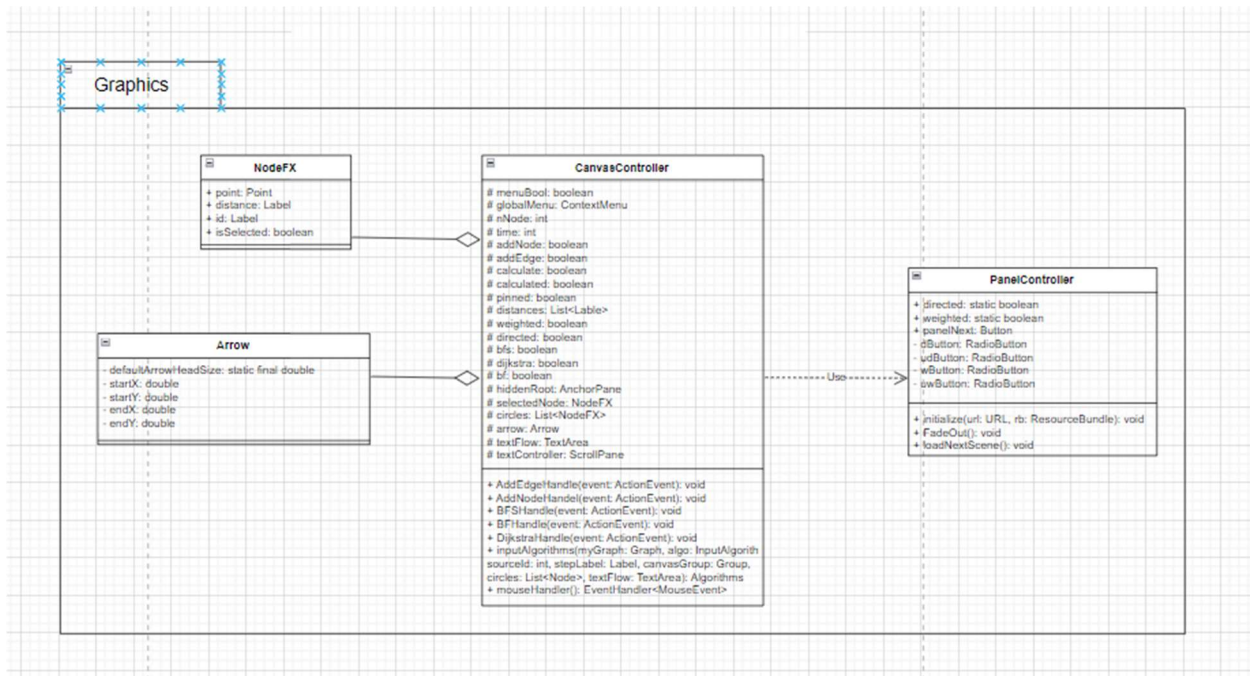 Graphics
NodeFX
+ point: Point
+ distance: Label
+ id: Label
+ isSelected: boolean
Arrow
- defaultArrowHeadSize: static final double
- startX: double
- startY: double
- endX: double
- endY: double
CanvasController
# menuBool: boolean
# globalMenu: ContextMenu
# nNode: int
# time: int
# addNode: boolean
# addEdge: boolean
# calculate: boolean
# calculated: boolean
# pinned: boolean
# distances: List<Lable>
# weighted: boolean
# directed: boolean
# bfs: boolean
# dijkstra: boolean
# bf: boolean
# hiddenRoot: AnchorPane
# selectedNode: NodeFX
# circles: List<NodeFX>
# arrow: Arrow
# textFlow: TextArea
# textController: ScrollPane
+ AddEdgeHandle(event: ActionEvent): void
+ AddNodeHandel(event: ActionEvent): void
+ BFSHandle(event: ActionEvent): void
+ BFHandle(event: ActionEvent): void
+ DijkstraHandle(event: ActionEvent): void
+ inputAlgorithms(myGraph: Graph, algo: InputAlgorith
sourceId: int, stepLabel: Label, canvasGroup: Group,
circles: List<Node>, textFlow: TextArea): Algorithms
+ mouseHandler(): EventHandler<MouseEvent>
Use
PanelController
+ directed: static boolean
+ weighted: static boolean
+ panelNext: Button
- dButton: RadioButton
- udButton: RadioButton
- wButton: RadioButton
- uwButton: RadioButton
+ initialize(url: URL, rb: ResourceBundle): void
+ FadeOut(): void
+ loadNextScene(): void